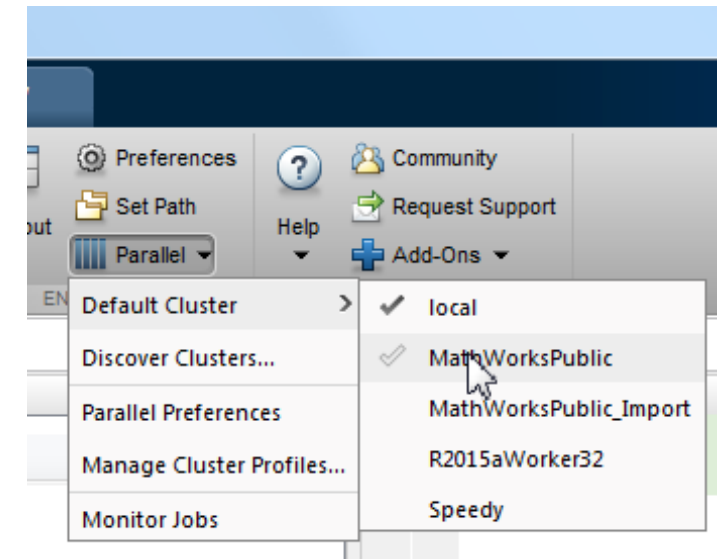 Preferences
Community
Set Path
Request Support
out
Help
Parallel
Add-Ons
EN
Default Cluster
local
Discover Clusters...
MathWorksPublic
Parallel Preferences
MathWorksPublic_Import
Manage Cluster Profiles...
R2015aWorker32
Monitor Jobs
Speedy